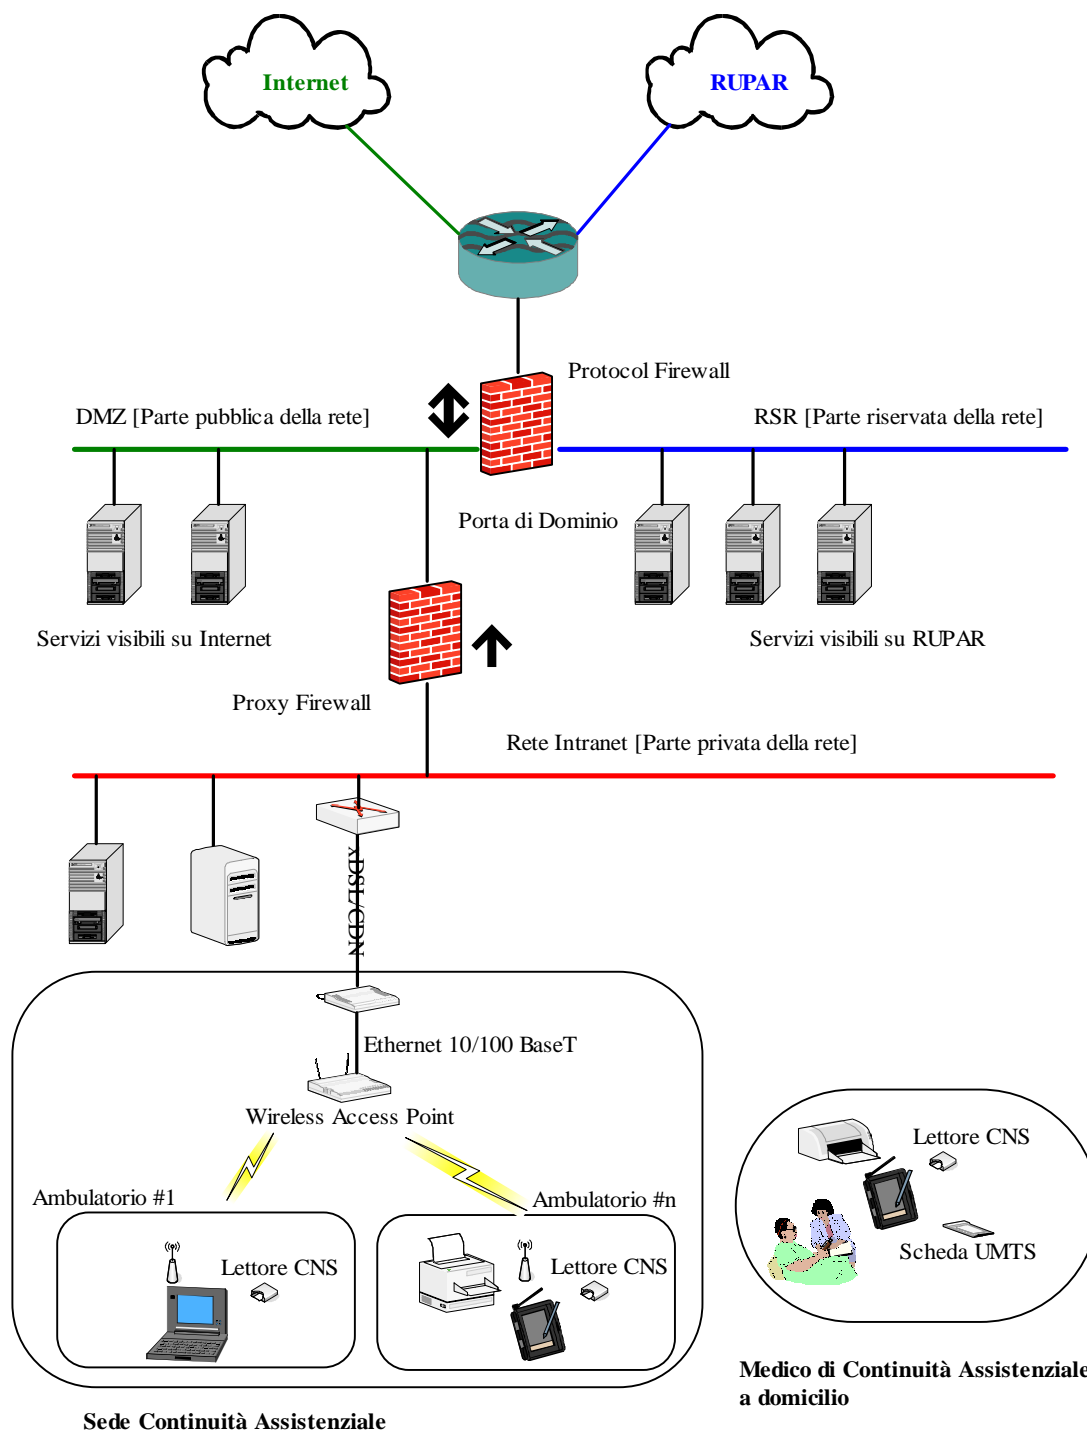 Internet
RUPAR
Protocol Firewall
DMZ [Parte pubblica della rete]
RSR [Parte riservata della rete]
Porta di Dominio
Servizi visibili su Internet
Servizi visibili su RUPAR
Proxy Firewall
Rete Intranet [Parte privata della rete]
xDSL/CDN
Ethernet 10/100 BaseT
Wireless Access Point
Lettore CNS
Ambulatorio #1
Ambulatorio #n
Scheda UMTS
Lettore CNS
Lettore CNS
Medico di Continuità Assistenziale
a domicilio
Sede Continuità Assistenziale